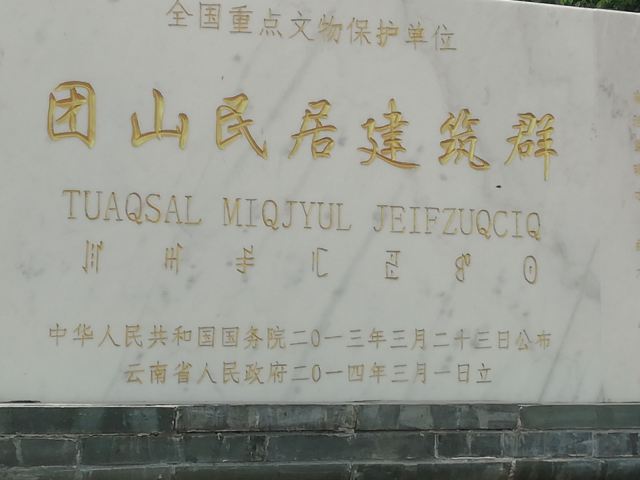 全国重点文物保护单位
团山民居建筑群
TUAQSAL MIQJYUL JEIFZUQCIQ
中华人民共和国国务院二〇一三年三月二十三日公布
云南省人民政府二〇一四年三月一日立